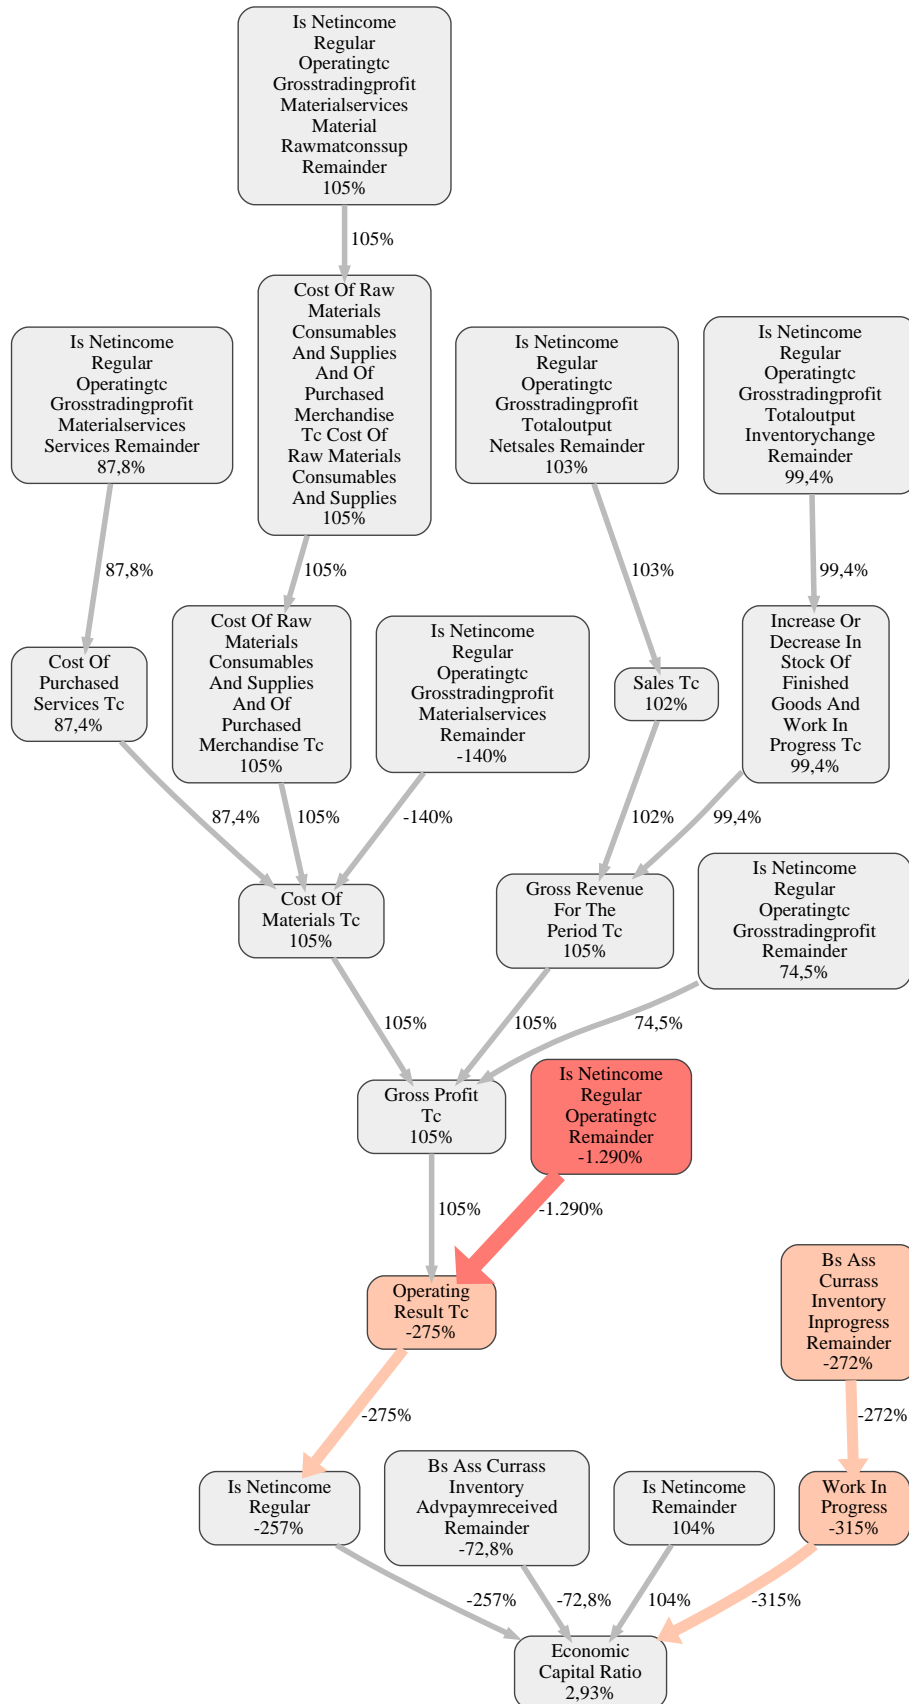 Is Netincome
Regular
Operatingtc
Grosstradingprofit
Materialservices
Material
Rawmatconssup
Remainder
105%
105%
Is Netincome
Regular
Operatingtc
Grosstradingprofit
Materialservices
Services Remainder
87,8%
Cost Of Raw
Materials
Consumables
And Supplies
And Of
Purchased
Merchandise
Tc Cost Of
Raw Materials
Consumables
And Supplies
105%
Is Netincome
Regular
Operatingtc
Grosstradingprofit
Totaloutput
Netsales Remainder
103%
Is Netincome
Regular
Operatingtc
Grosstradingprofit
Totaloutput
Inventorychange
Remainder
99,4%
87,8%
105%
103%
99,4%
Cost Of
Purchased
Services Tc
87,4%
Cost Of Raw
Materials
Consumables
And Supplies
And Of
Purchased
Merchandise Tc
105%
Is Netincome
Regular
Operatingtc
Grosstradingprofit
Materialservices
Remainder
-140%
Sales Tc
102%
Increase Or
Decrease In
Stock Of
Finished
Goods And
Work In
Progress Tc
99,4%
87,4%
105%
-140%
102%
99,4%
Cost Of
Materials Tc
105%
Gross Revenue
For The
Period Tc
105%
Is Netincome
Regular
Operatingtc
Grosstradingprofit
Remainder
74,5%
105%
105%
74,5%
Gross Profit
Tc
105%
Is Netincome
Regular
Operatingtc
Remainder
-1.290%
105%
-1.290%
Operating
Result Tc
-275%
Bs Ass
Currass
Inventory
Inprogress
Remainder
-272%
-275%
-272%
Is Netincome
Regular
-257%
Bs Ass Currass
Inventory
Advpaymreceived
Remainder
-72,8%
Is Netincome
Remainder
104%
Work In
Progress
-315%
-257%
-72,8%
104%
-315%
Economic
Capital Ratio
2,93%